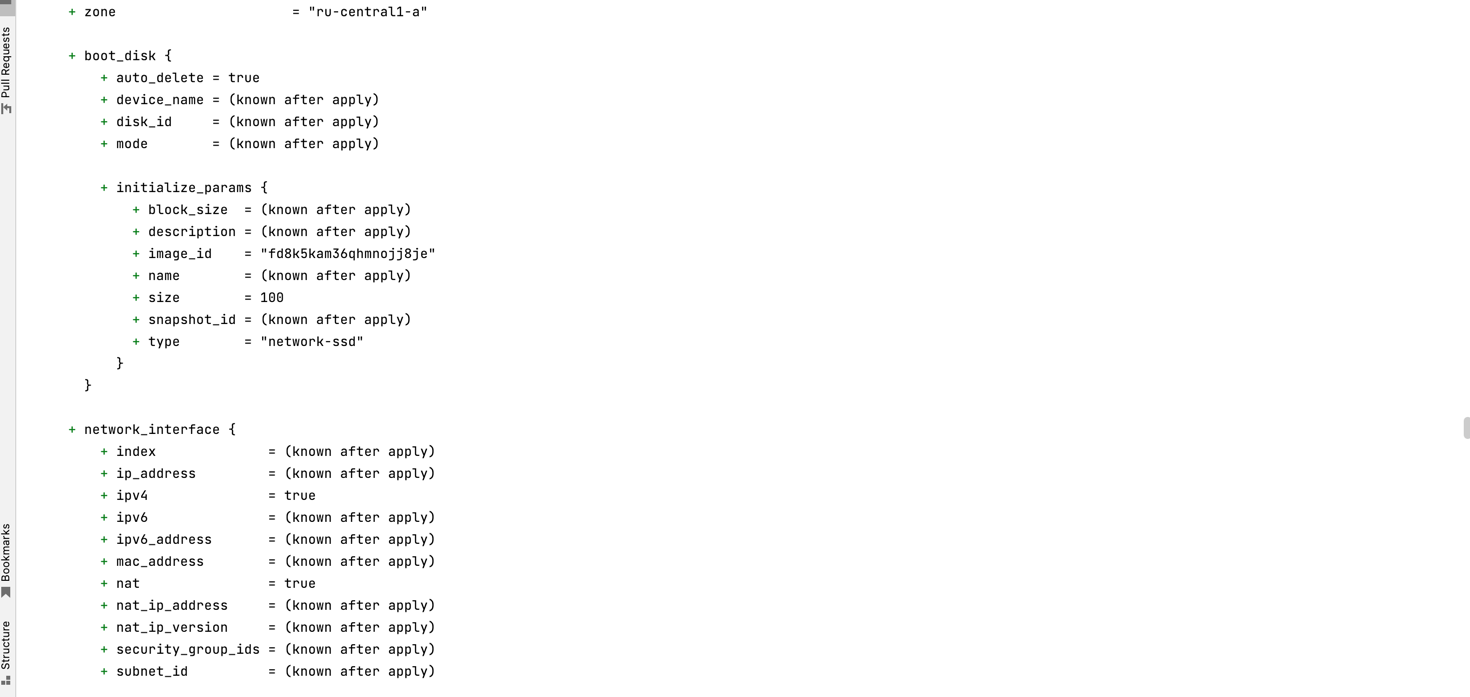 + zone                      = "ru-central1-a"

+ boot_disk {
    + auto_delete = true
    + device_name = (known after apply)
    + disk_id     = (known after apply)
    + mode        = (known after apply)

    + initialize_params {
        + block_size  = (known after apply)
        + description = (known after apply)
        + image_id    = "fd8k5kam36qhmnojj8je"
        + name        = (known after apply)
        + size        = 100
        + snapshot_id = (known after apply)
        + type        = "network-ssd"
      }
  }

+ network_interface {
    + index              = (known after apply)
    + ip_address         = (known after apply)
    + ipv4               = true
    + ipv6               = (known after apply)
    + ipv6_address       = (known after apply)
    + mac_address        = (known after apply)
    + nat                = true
    + nat_ip_address     = (known after apply)
    + nat_ip_version     = (known after apply)
    + security_group_ids = (known after apply)
    + subnet_id          = (known after apply)
Pull Requests
Bookmarks
Structure